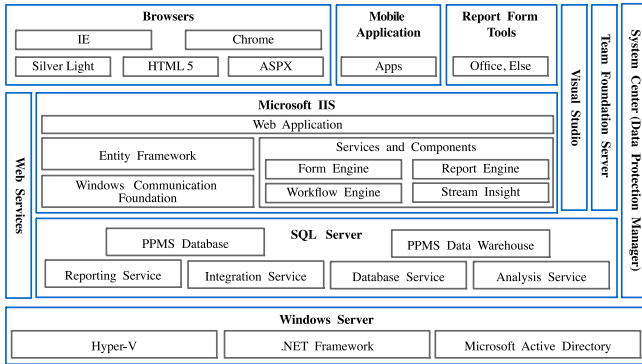 Browsers
IE
Chrome
Silver Light
HTML 5
ASPX
Mobile
Application
Apps
Report Form
Tools
Office, Else
Visual Studio
Team Foundation Server
System Center (Data Protection
Manager)
Web Services
Microsoft IIS
Web Application
Entity Framework
Windows Communication
Foundation
Services and Components
Form Engine
Report Engine
Workflow Engine
Stream Insight
SQL Server
PPMS Database
PPMS Data Warehouse
Reporting Service
Integration Service
Database Service
Analysis Service
Windows Server
Hyper-V
.NET Framework
Microsoft Active Directory